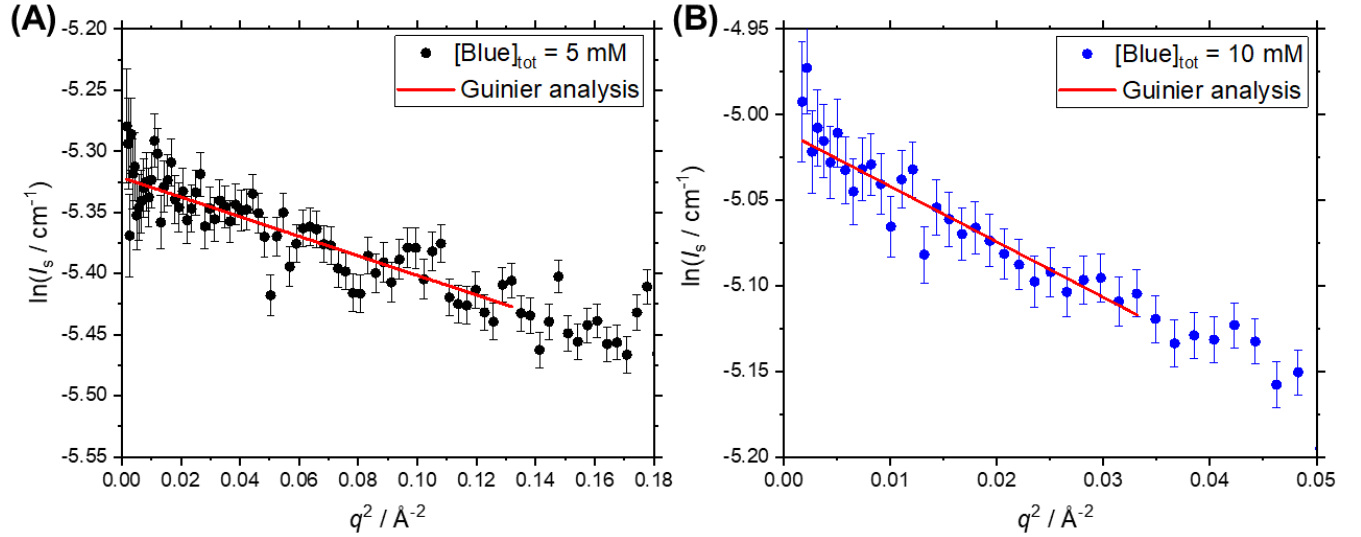 (A)
[Blue]tot = 5 mM
Guinier analysis
ln(Is / cm-1)
-5.20
-5.25
-5.30
-5.35
-5.40
-5.45
-5.50
-5.55
0.00 0.02 0.04 0.06 0.08 0.10 0.12 0.14 0.16 0.18
q2 / Å-2
(B)
[Blue]tot = 10 mM
Guinier analysis
ln(Is / cm-1)
-4.95
-5.00
-5.05
-5.10
-5.15
-5.20
0.00 0.01 0.02 0.03 0.04 0.05
q2 / Å-2